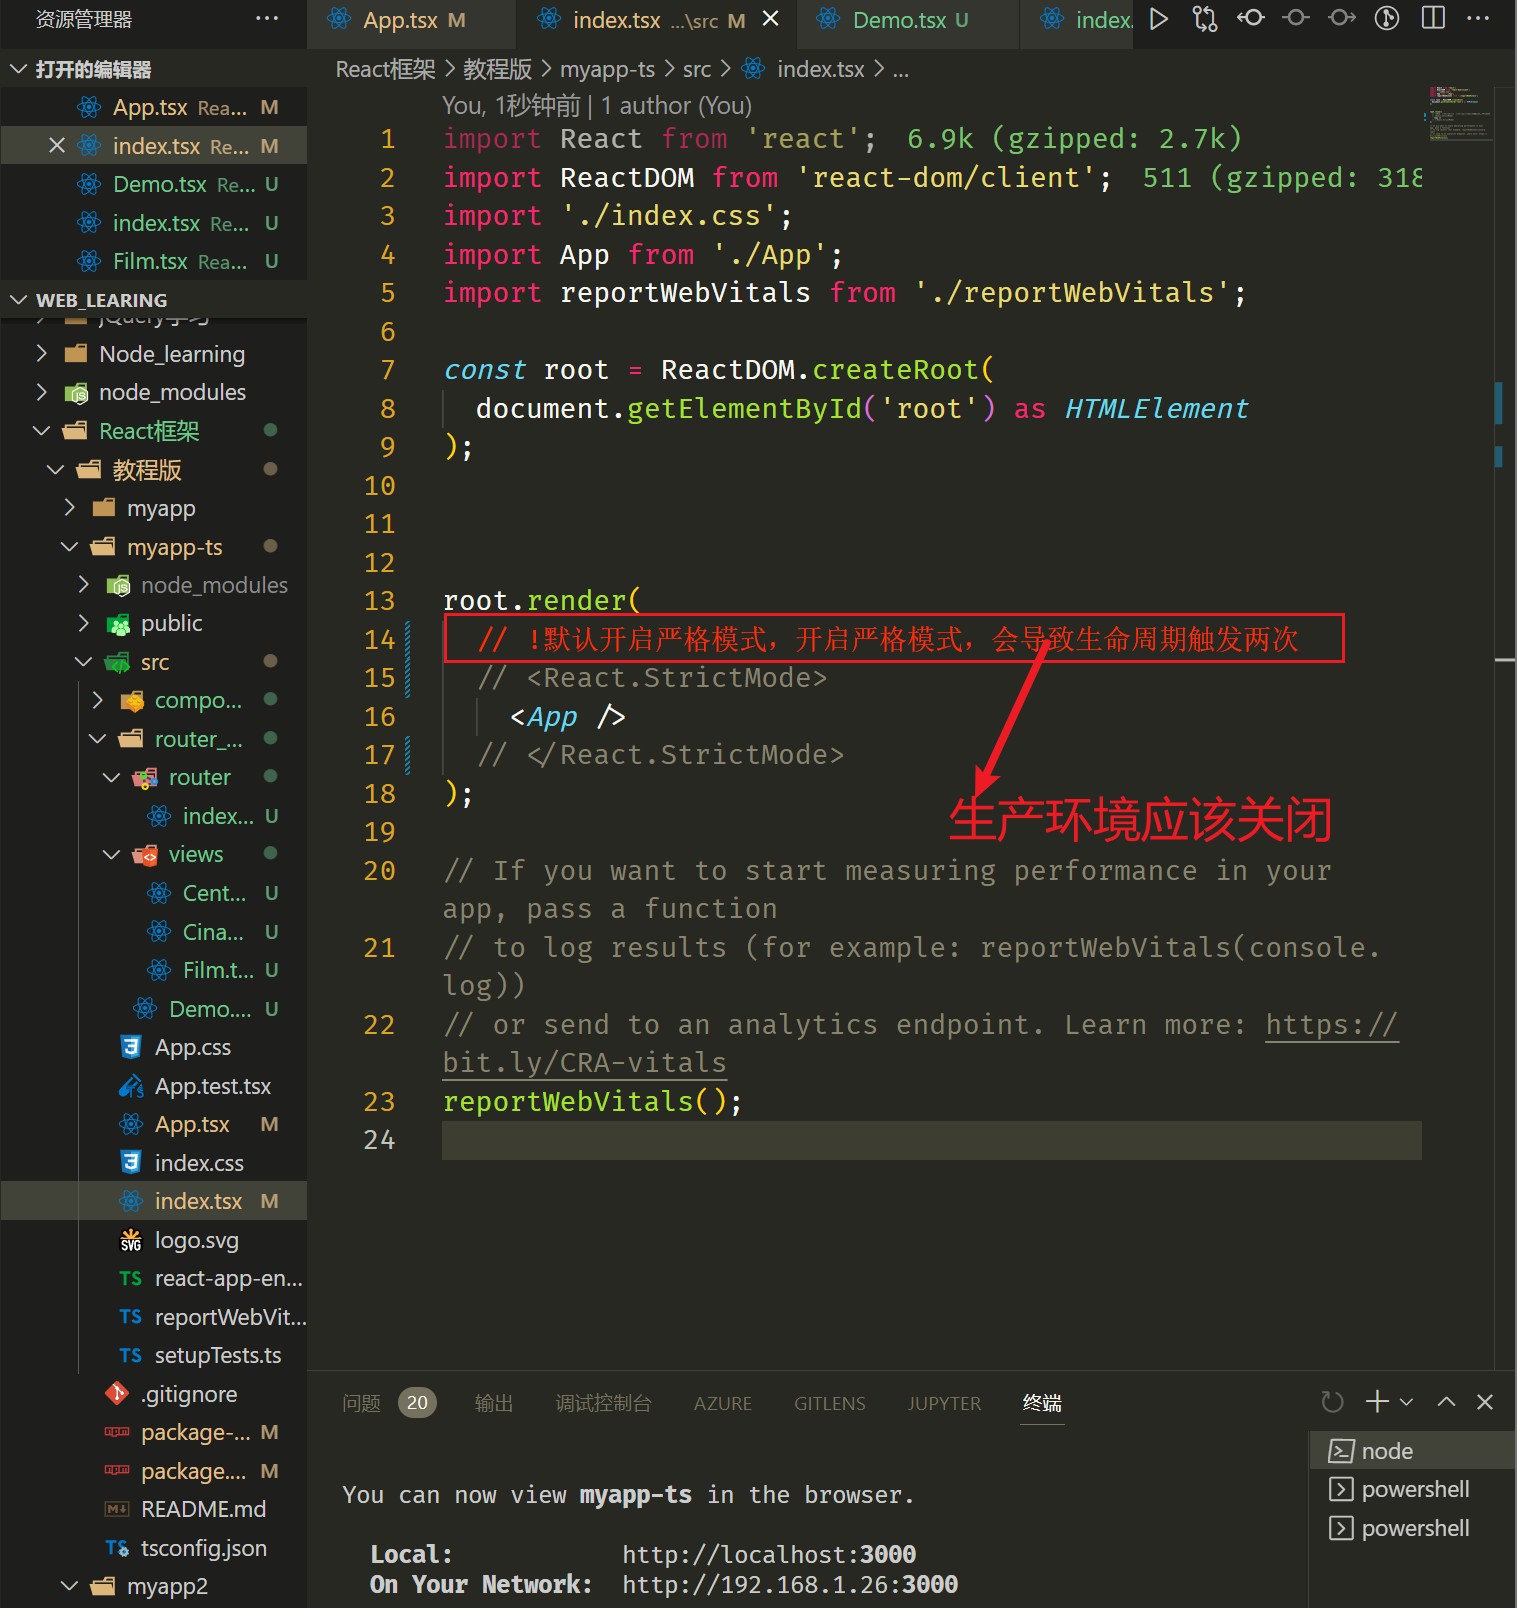 资源管理器
打开的编辑器
App.tsx Rea... M
index.tsx Re... M
Demo.tsx Re... U
index.tsx Re... U
Film.tsx Rea... U
WEB_LEARING
jQuery学习
Node_learning
node_modules
React框架
教程版
myapp
myapp-ts
node_modules
public
src
compo...
router_...
router
index... U
views
Cent... U
Cina... U
Film.t... U
Demo.... U
App.css
App.test.tsx
App.tsx M
index.css
index.tsx M
logo.svg
react-app-en...
reportWebVit...
setupTests.ts
.gitignore
package-... M
package.... M
README.md
tsconfig.json
myapp2
App.tsx M
index.tsx ...\src M
Demo.tsx U
index.
React框架 > 教程版 > myapp-ts > src > index.tsx > ...
You, 1秒钟前 | 1 author (You)
1 import React from 'react'; 6.9k (gzipped: 2.7k)
2 import ReactDOM from 'react-dom/client'; 511 (gzipped: 318
3 import './index.css';
4 import App from './App';
5 import reportWebVitals from './reportWebVitals';
6
7 const root = ReactDOM.createRoot(
8 document.getElementById('root') as HTMLElement
9 );
10
11
12
13 root.render(
14 // !默认开启严格模式，开启严格模式，会导致生命周期触发两次
15 // <React.StrictMode>
16 <App />
17 // </React.StrictMode>
18 );
生产环境应该关闭
19
20 // If you want to start measuring performance in your
app, pass a function
21 // to log results (for example: reportWebVitals(console.
log))
22 // or send to an analytics endpoint. Learn more: https://
bit.ly/CRA-vitals
23 reportWebVitals();
24
问题 20 输出 调试控制台 AZURE GITLENS JUPYTER 终端
You can now view myapp-ts in the browser.
Local: http://localhost:3000
On Your Network: http://192.168.1.26:3000
node
powershell
powershell